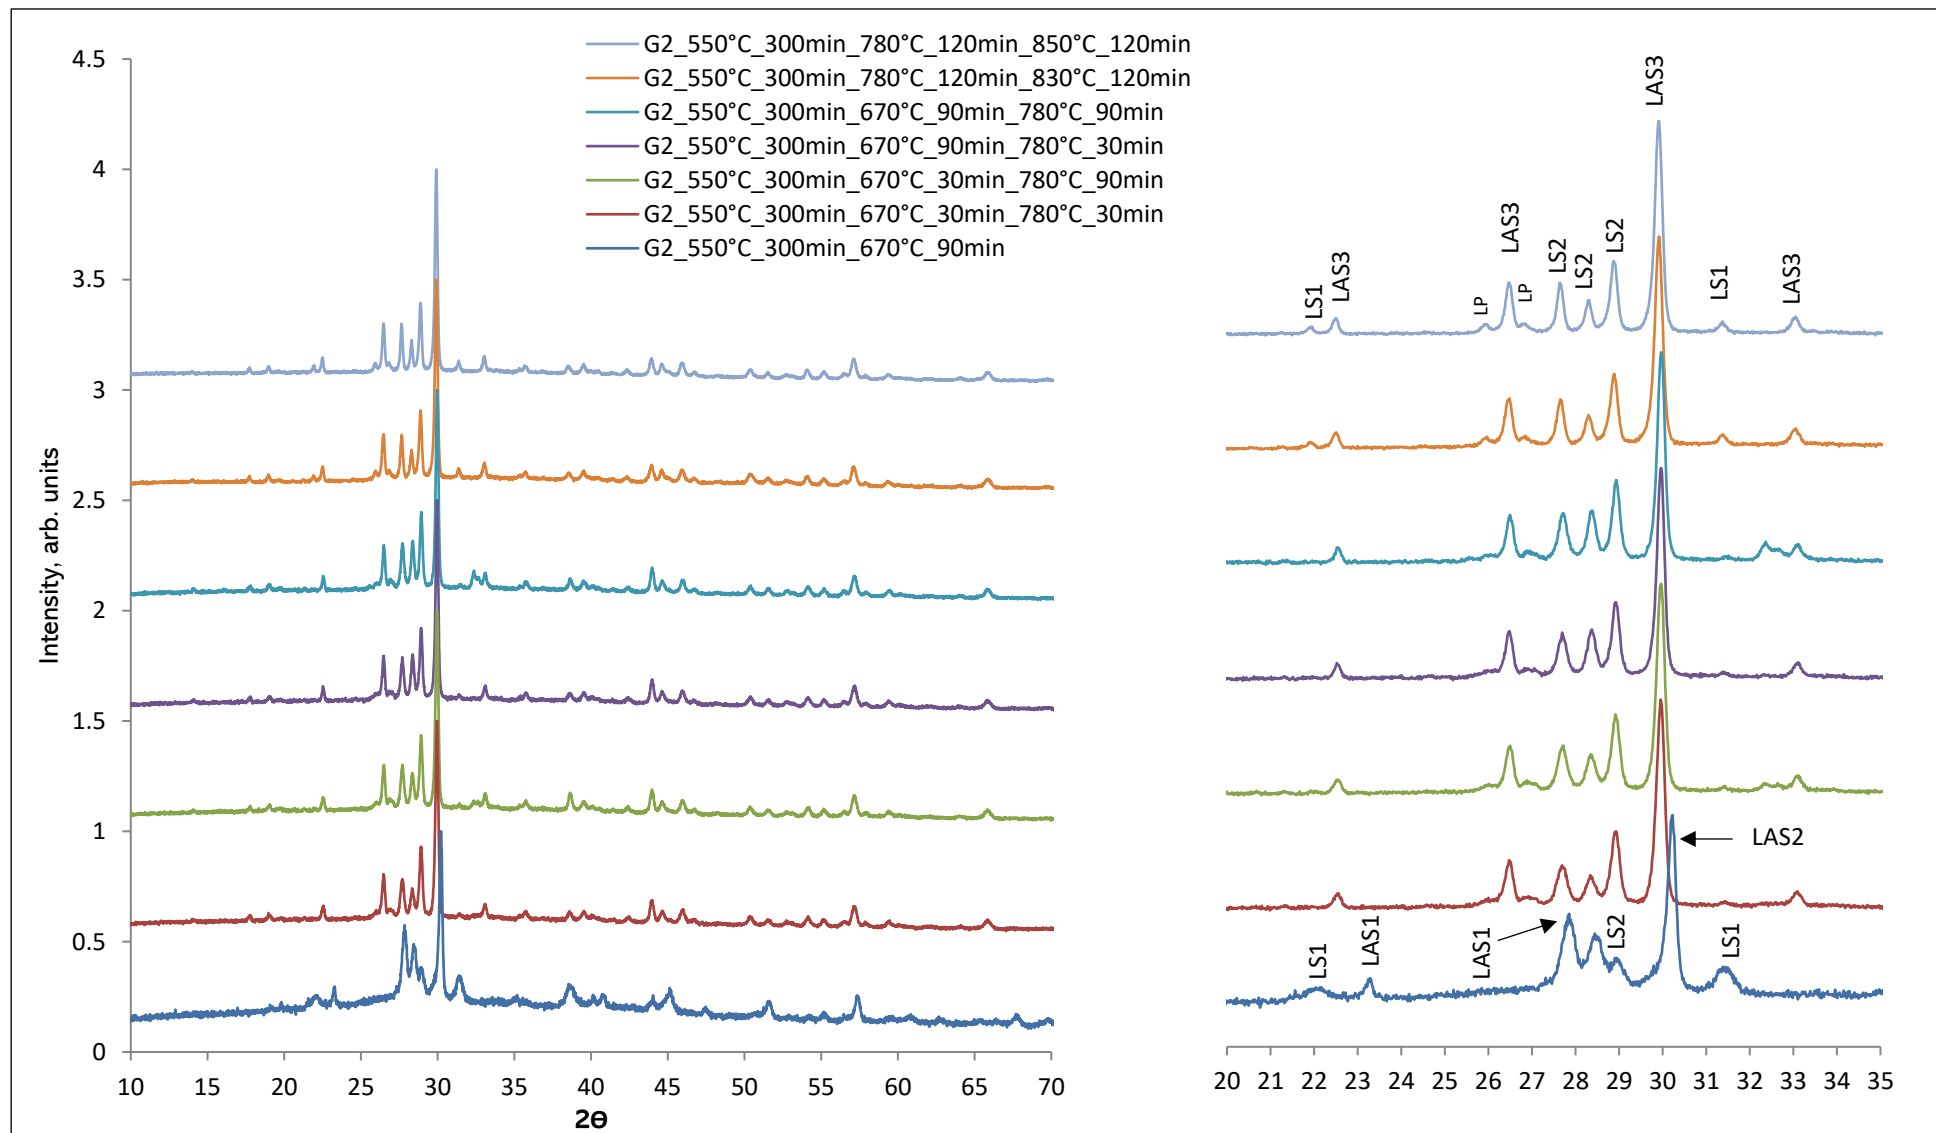 G2_550°C_300min_780°C_120min_850°C_120min
G2_550°C_300min_780°C_120min_830°C_120min
G2_550°C_300min_670°C_90min_780°C_90min
G2_550°C_300min_670°C_90min_780°C_30min
G2_550°C_300min_670°C_30min_780°C_90min
G2_550°C_300min_670°C_30min_780°C_30min
G2_550°C_300min_670°C_90min
Intensity, arb. units
4.5
4
3.5
3
2.5
2
1.5
1
0.5
0
10 15 20 25 30 35 40 45 50 55 60 65 70
2Θ
LS1
LAS3
LP
LAS3
LP
LS2
LS2
LS2
LAS3
LS1
LAS3
LAS2
LS1
LAS1
LAS1
LS2
LS1
20 21 22 23 24 25 26 27 28 29 30 31 32 33 34 35